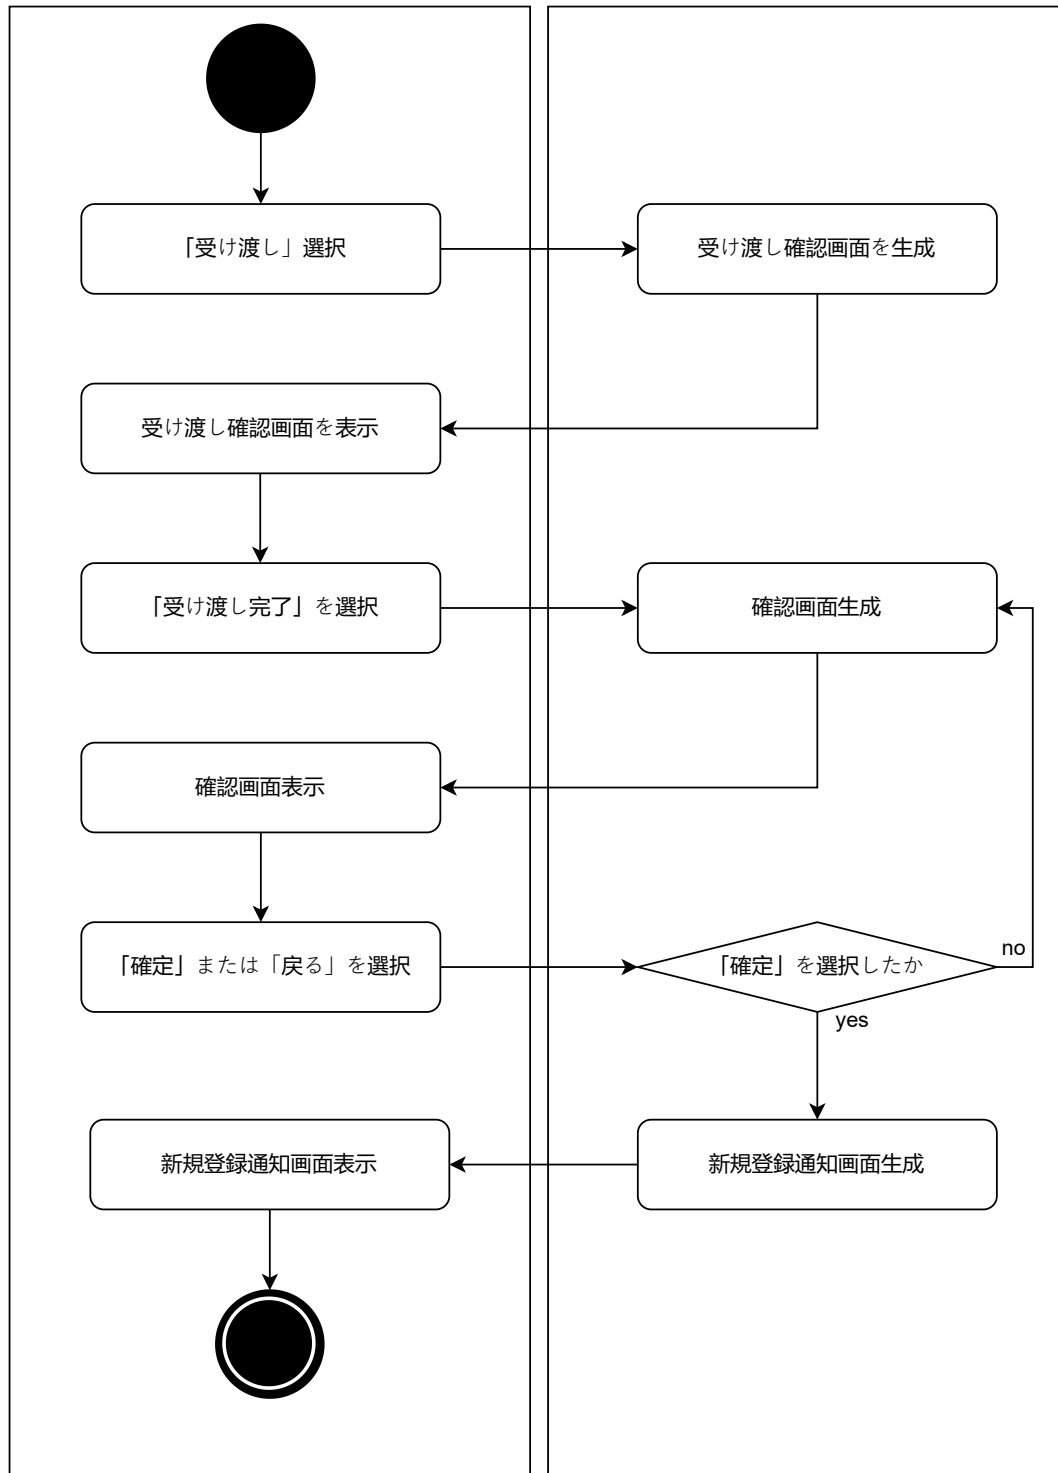 「受け渡し」選択
受け渡し確認画面を生成
受け渡し確認画面を表示
「受け渡し完了」を選択
確認画面生成
確認画面表示
「確定」または「戻る」を選択
「確定」を選択したか
no
yes
新規登録通知画面表示
新規登録通知画面生成